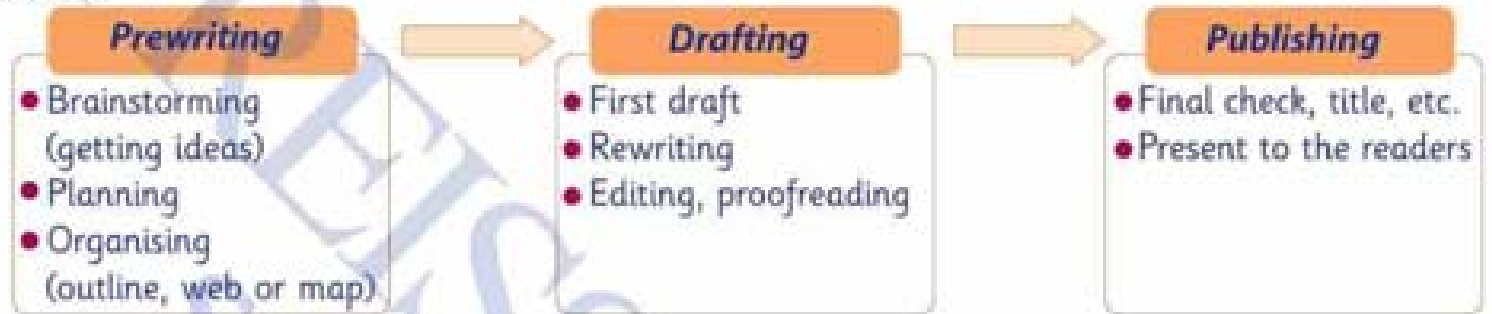 Prewriting
Brainstorming
(getting ideas)
Planning
Organising
(outline, web or map)
Drafting
First draft
Rewriting
Editing, proofreading
Publishing
Final check, title, etc.
Present to the readers